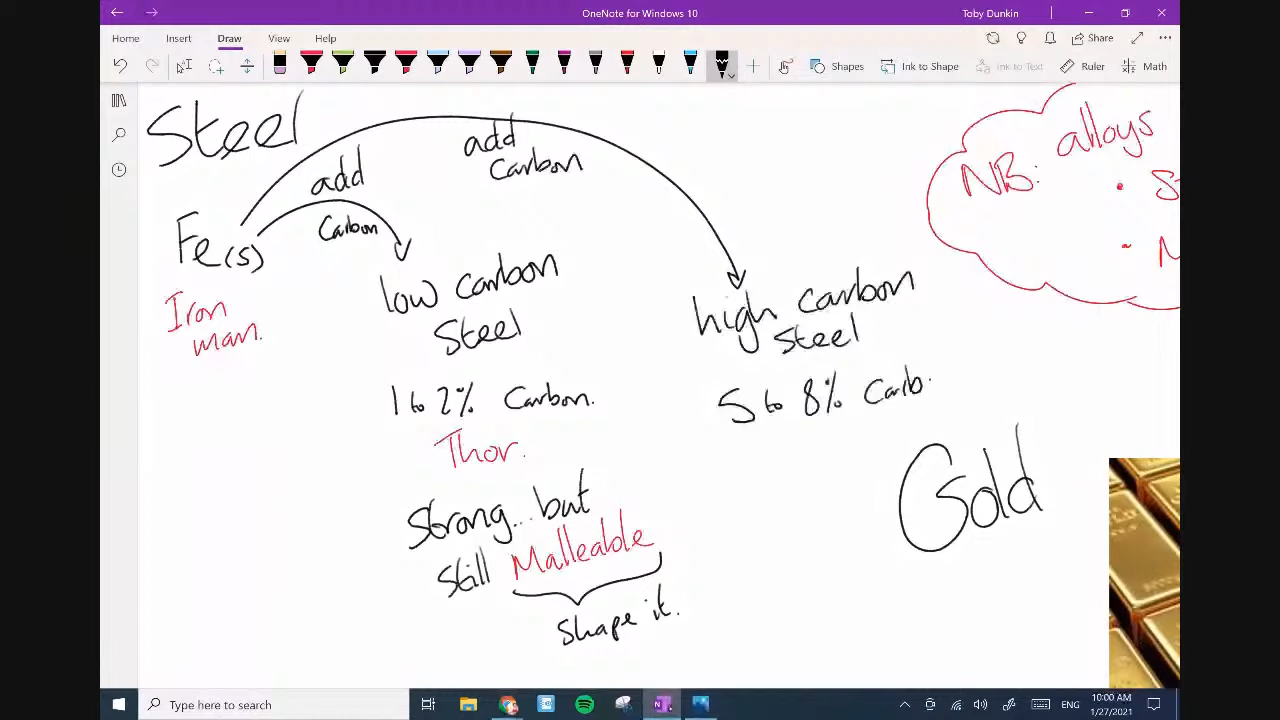 OneNote for Windows 10
Toby Dunkin
Home Insert Draw View Help
Share
Shapes
Ink to Shape
Ink to Text
Ruler
Math
Steel
add
Carbon
add
Carbon
Fe(s)
Iron
man.
low carbon
Steel
1 to 2% Carbon.
Thor.
Strong... but
Still Malleable
Shape it.
high carbon
Steel
5 to 8% Carb.
NB: alloys
• S
• M
Gold
Type here to search
ENG
10:00 AM
1/27/2021